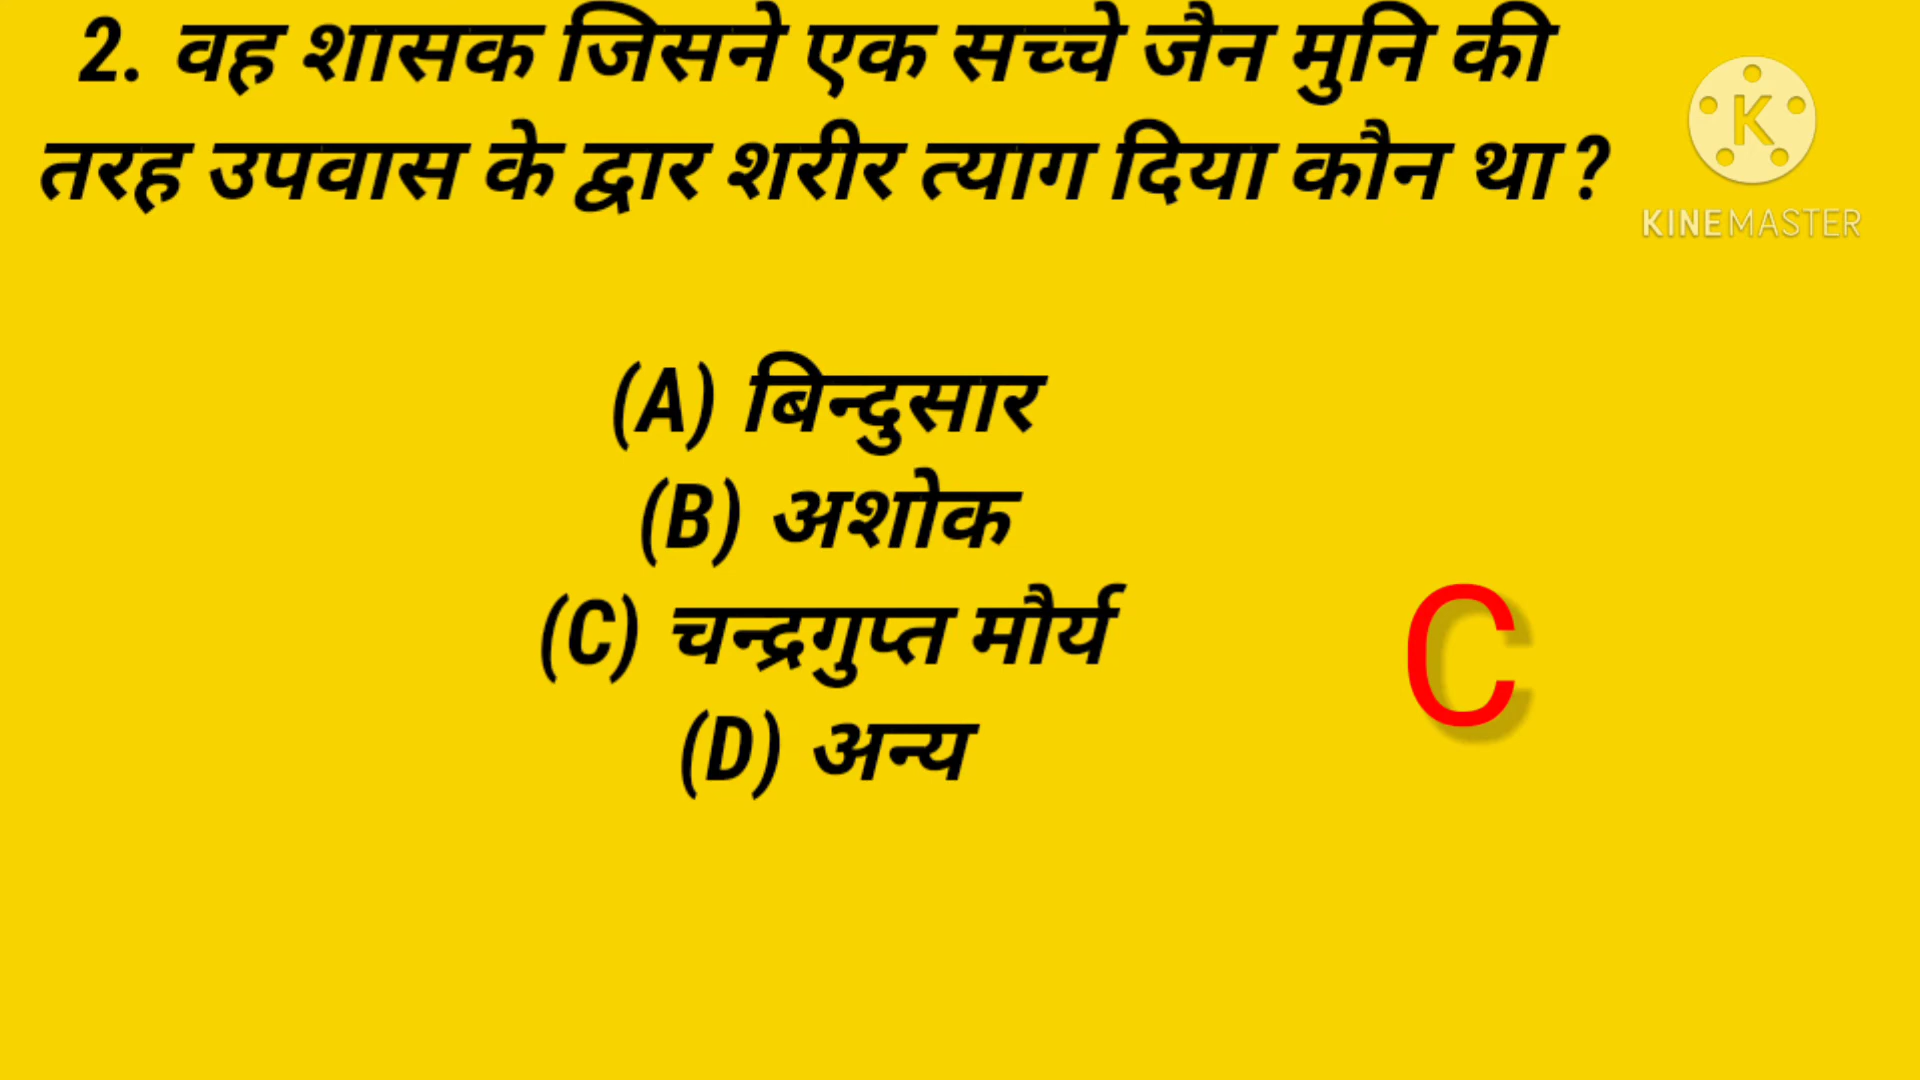 2. वह शासक जिसने एक सच्चे जैन मुनि की
तरह उपवास के द्वार शरीर त्याग दिया कौन था ?
K
KINEMASTER
(A) बिन्दुसार
(B) अशोक
(C) चन्द्रगुप्त मौर्य
(D) अन्य
C